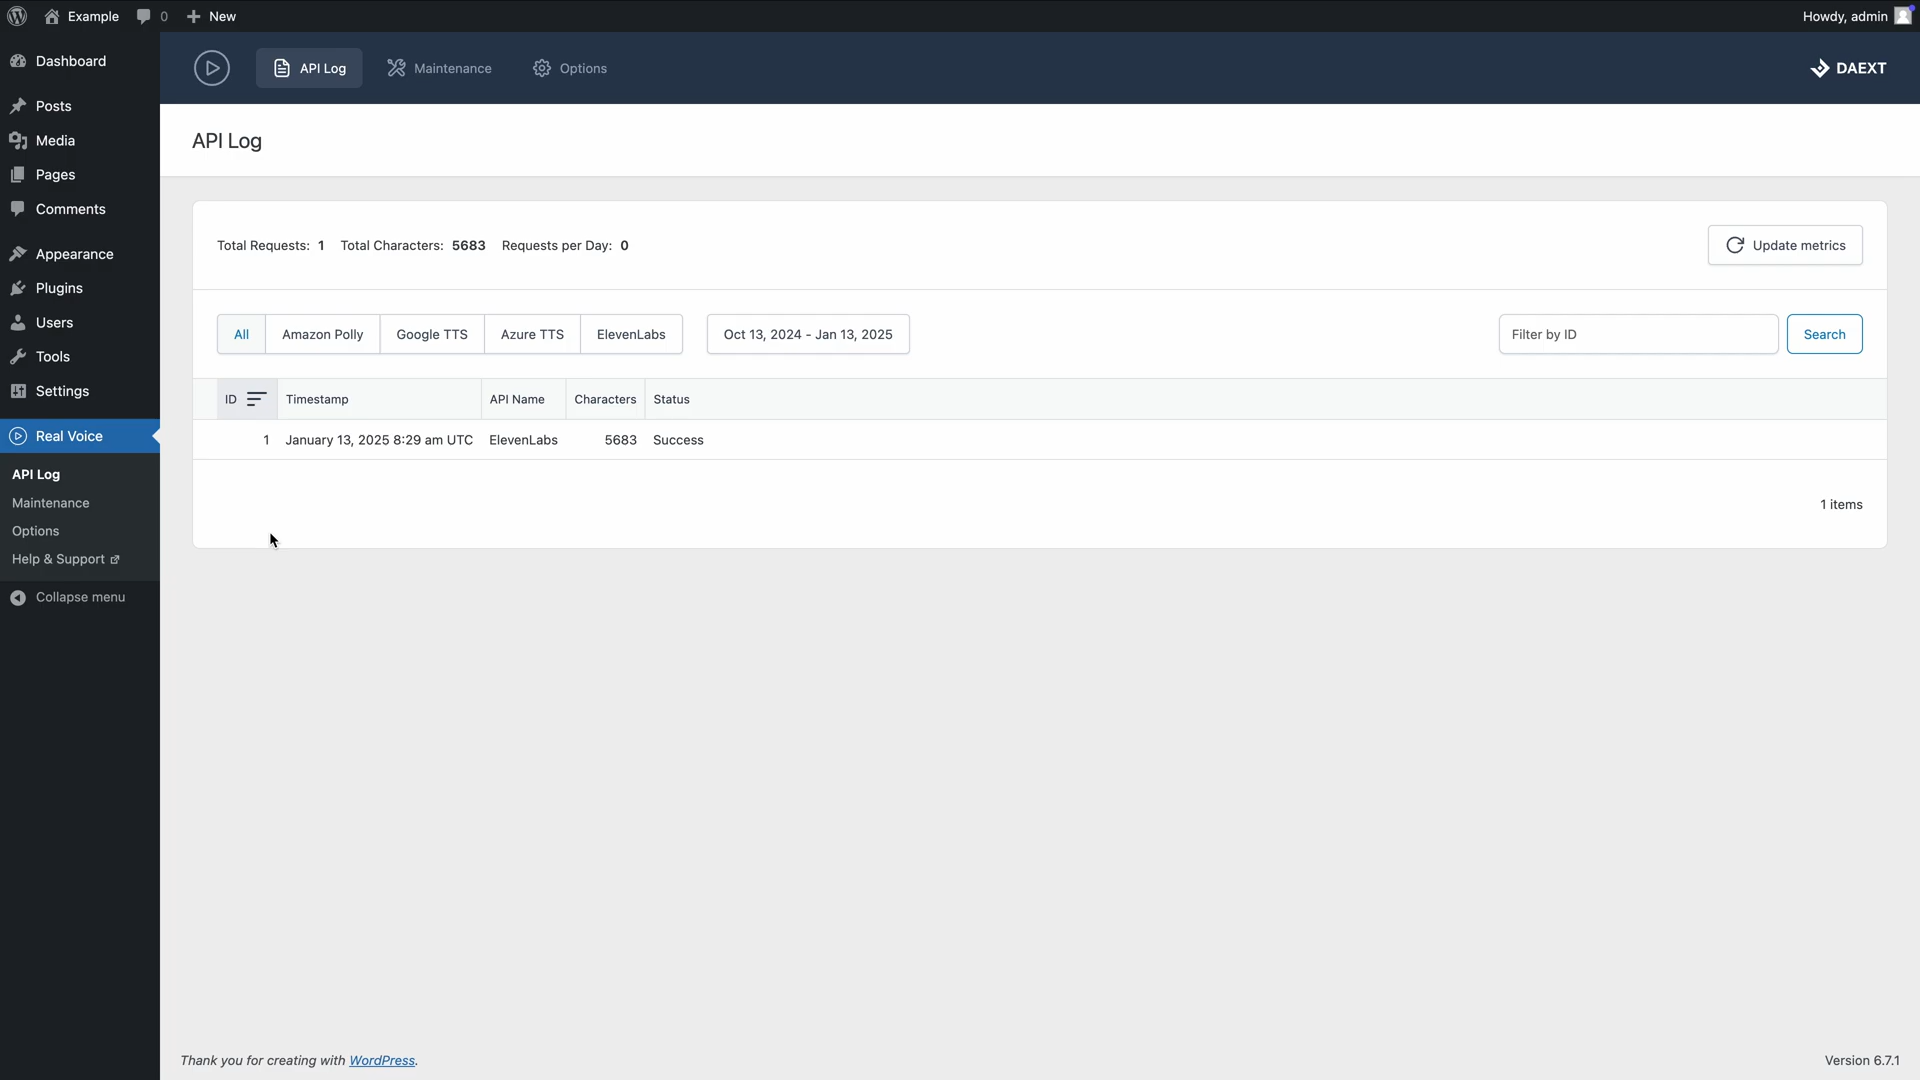 Example 0 New Howdy, admin
Dashboard
Posts
Media
Pages
Comments
Appearance
Plugins
Users
Tools
Settings
Real Voice
API Log
Maintenance
Options
Help & Support
Collapse menu
API Log Maintenance Options DAEXT
API Log
Total Requests: 1 Total Characters: 5683 Requests per Day: 0 Update metrics
All Amazon Polly Google TTS Azure TTS ElevenLabs Oct 13, 2024 - Jan 13, 2025 Filter by ID Search
ID Timestamp API Name Characters Status
1 January 13, 2025 8:29 am UTC ElevenLabs 5683 Success
1 items
Thank you for creating with WordPress. Version 6.7.1